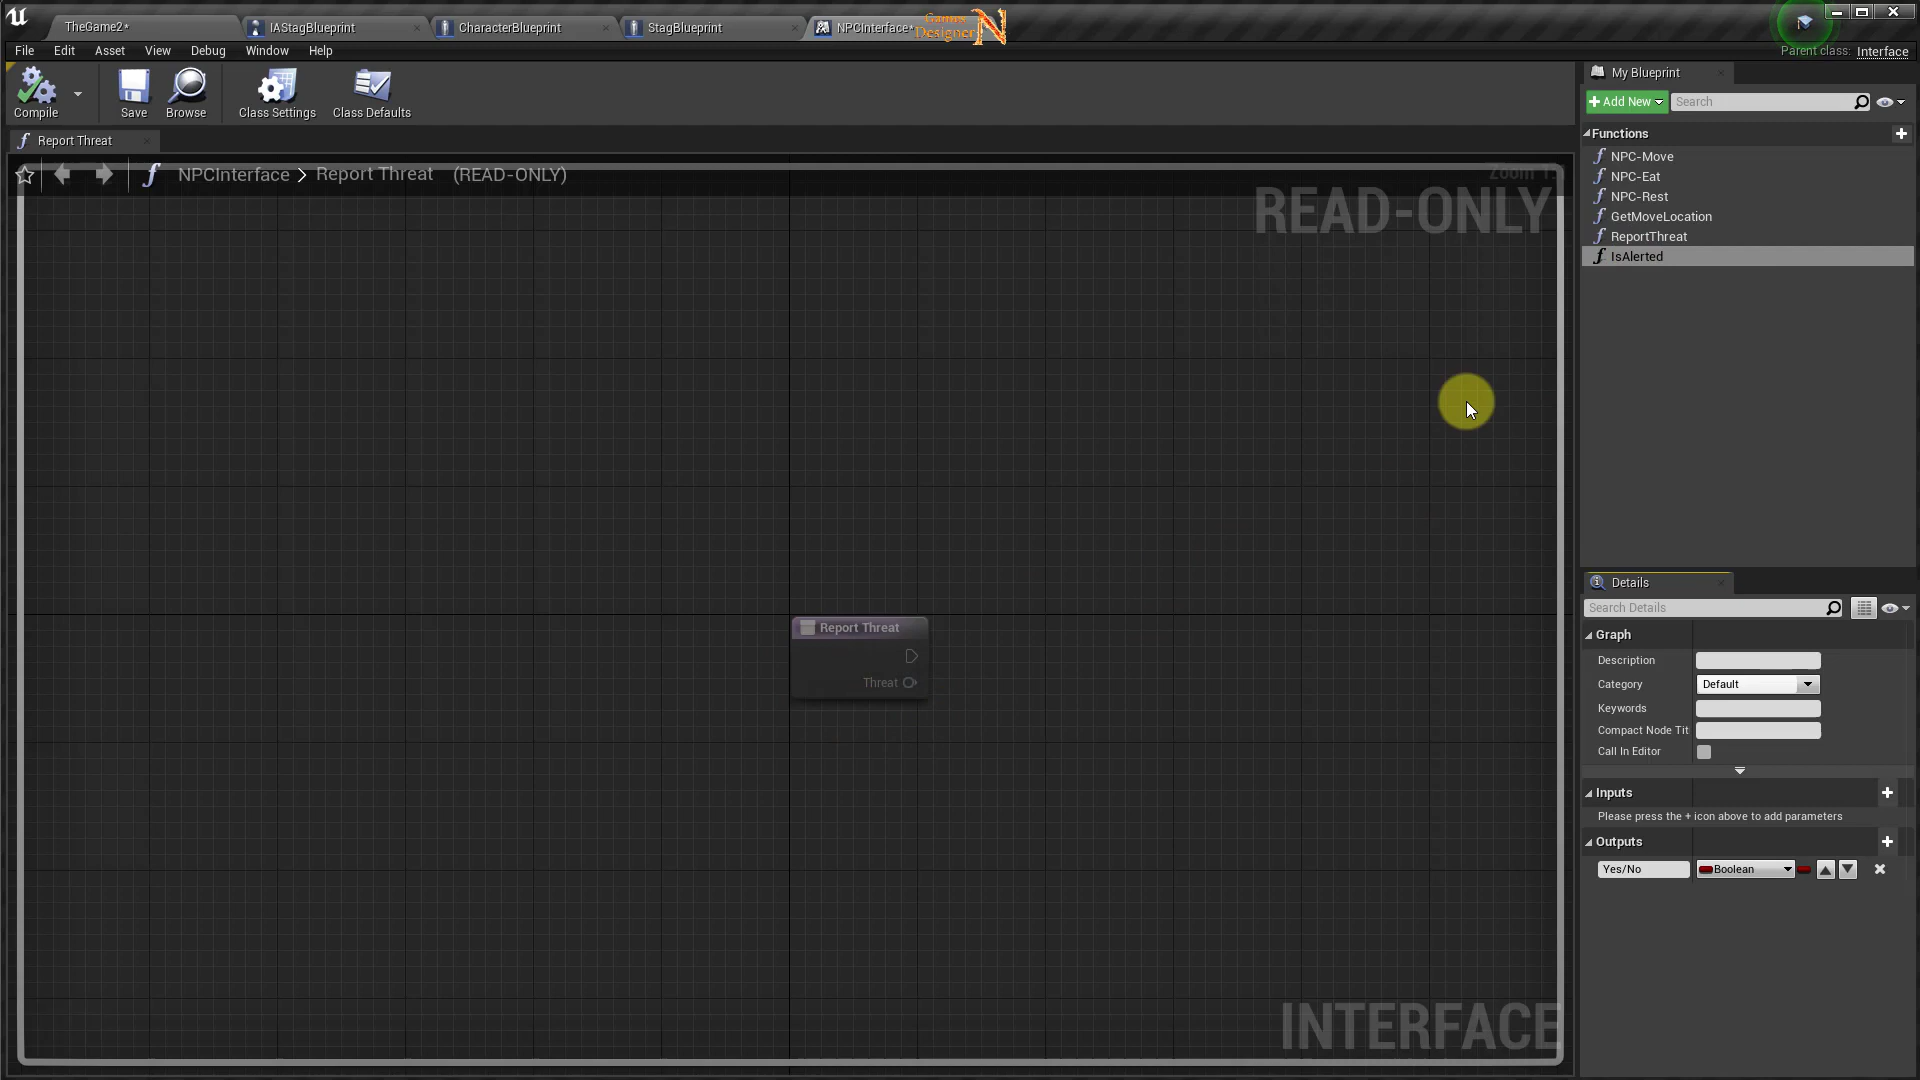 TheGame2*
IAStagBlueprint
CharacterBlueprint
StagBlueprint
NPCInterface*
Games
Designer
N
File
Edit
Asset
View
Debug
Window
Help
Parent class: Interface
Compile
Save
Browse
Class Settings
Class Defaults
Report Threat
NPCInterface > Report Threat (READ-ONLY)
READ-ONLY
Report Threat
Threat
INTERFACE
My Blueprint
+ Add New
Search
Functions
NPC-Move
NPC-Eat
NPC-Rest
GetMoveLocation
ReportThreat
IsAlerted
Details
Search Details
Graph
Description
Category
Default
Keywords
Compact Node Tit
Call In Editor
Inputs
Please press the + icon above to add parameters
Outputs
Yes/No
Boolean